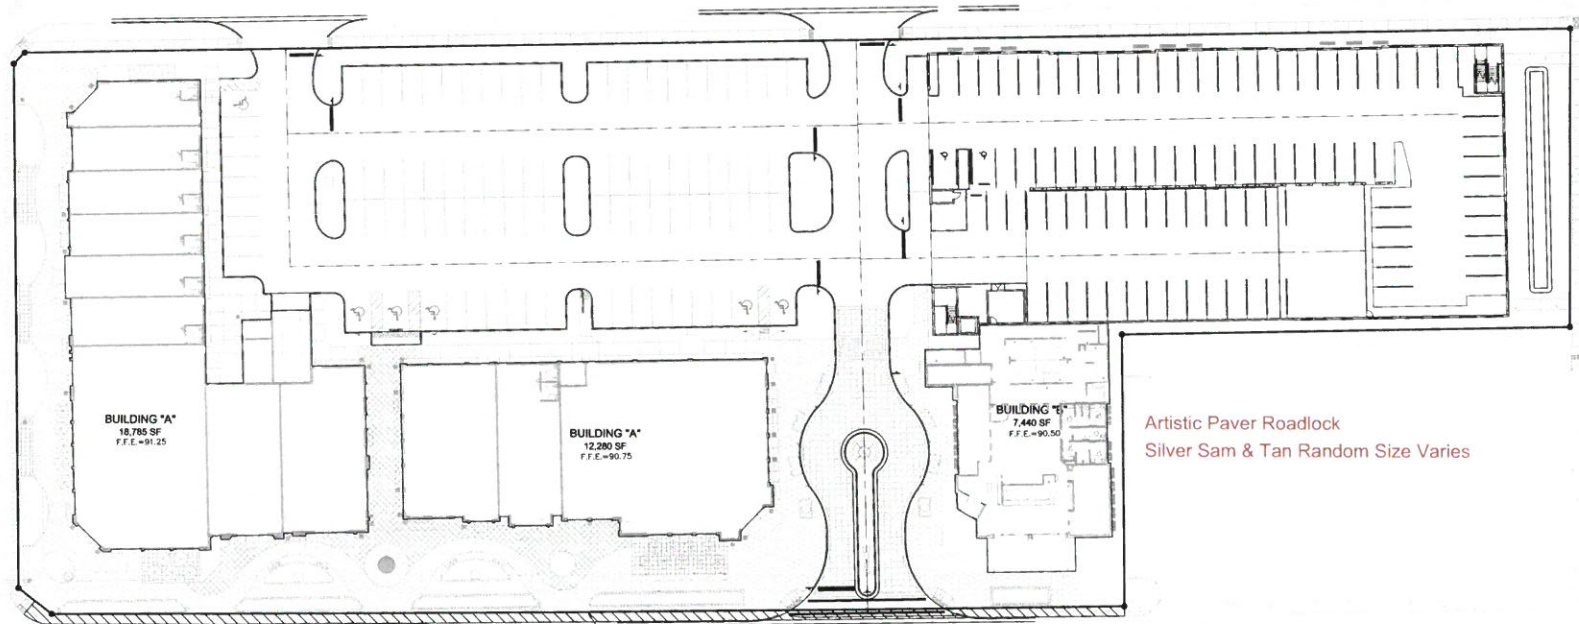 BUILDING "A"
18,785 SF
F.F.E.=91.25
BUILDING "A"
12,280 SF
F.F.E.=90.75
BUILDING "B"
7,440 SF
F.F.E.=90.50
Artistic Paver Roadlock
Silver Sam & Tan Random Size Varies